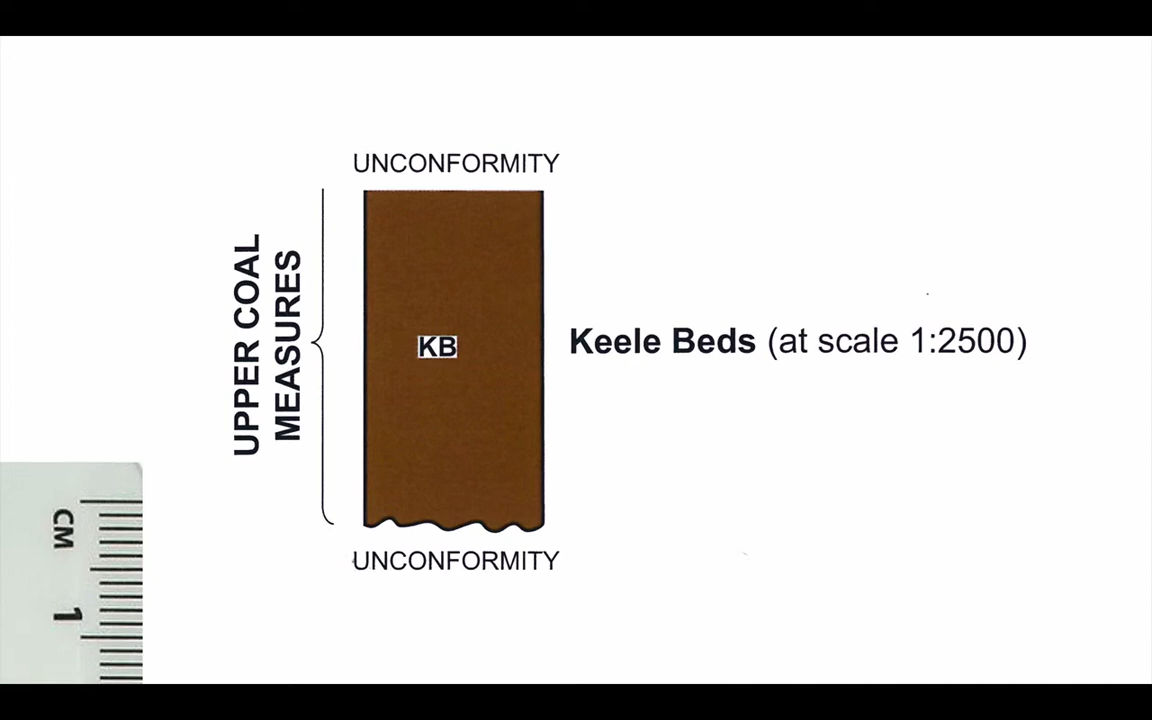 UNCONFORMITY
UPPER COAL
MEASURES
KB
Keele Beds (at scale 1:2500)
UNCONFORMITY
CM
1